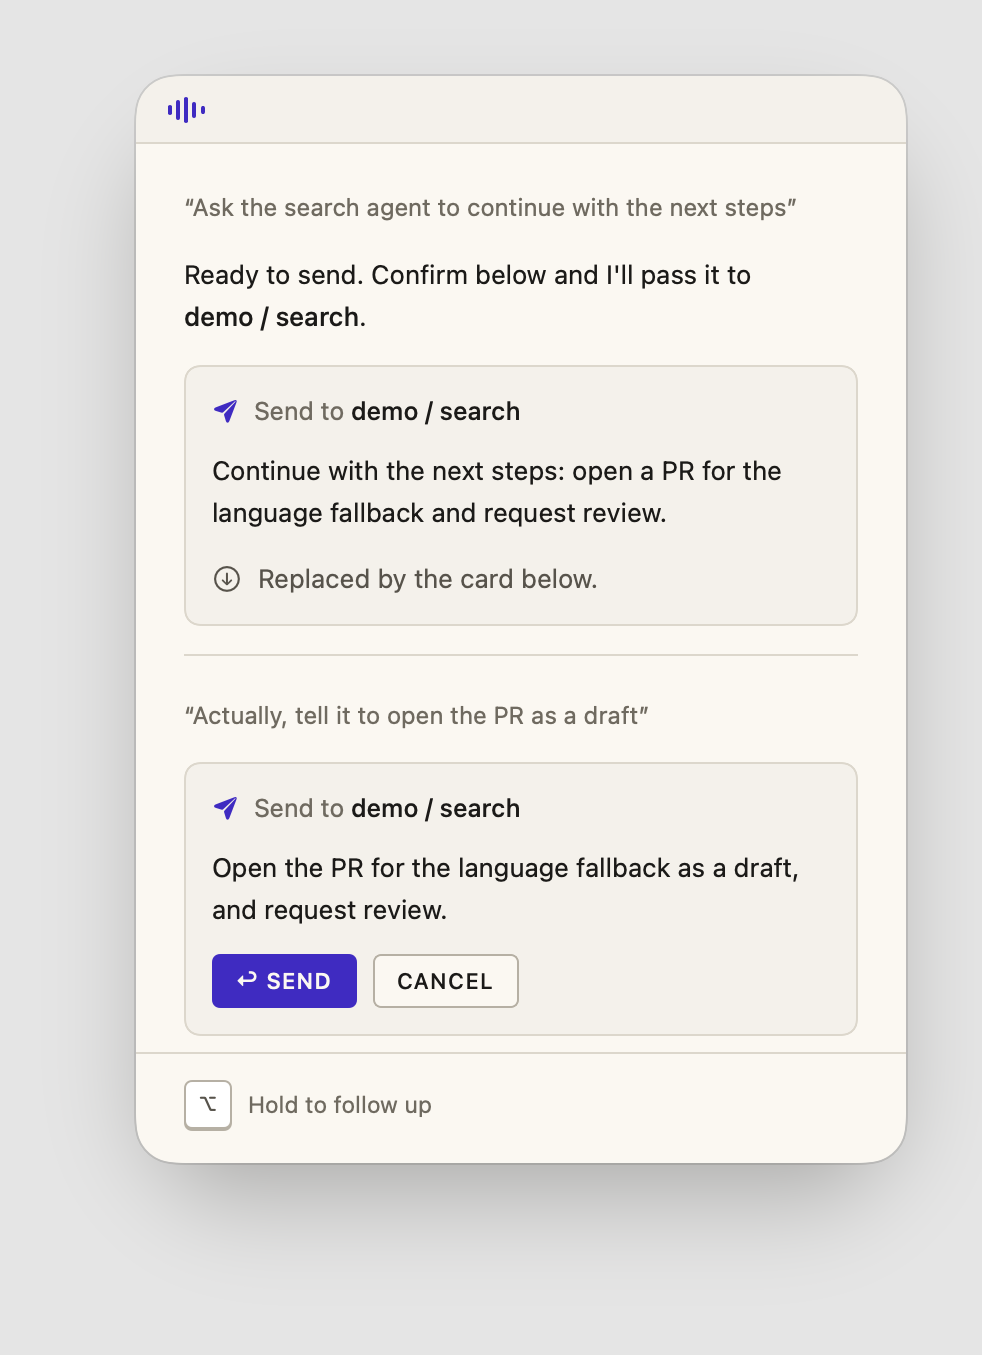 “Ask the search agent to continue with the next steps”
Ready to send. Confirm below and I'll pass it to
demo / search.
Send to demo / search
Continue with the next steps: open a PR for the
language fallback and request review.
Replaced by the card below.
“Actually, tell it to open the PR as a draft”
Send to demo / search
Open the PR for the language fallback as a draft,
and request review.
↩ SEND CANCEL
⌥ Hold to follow up